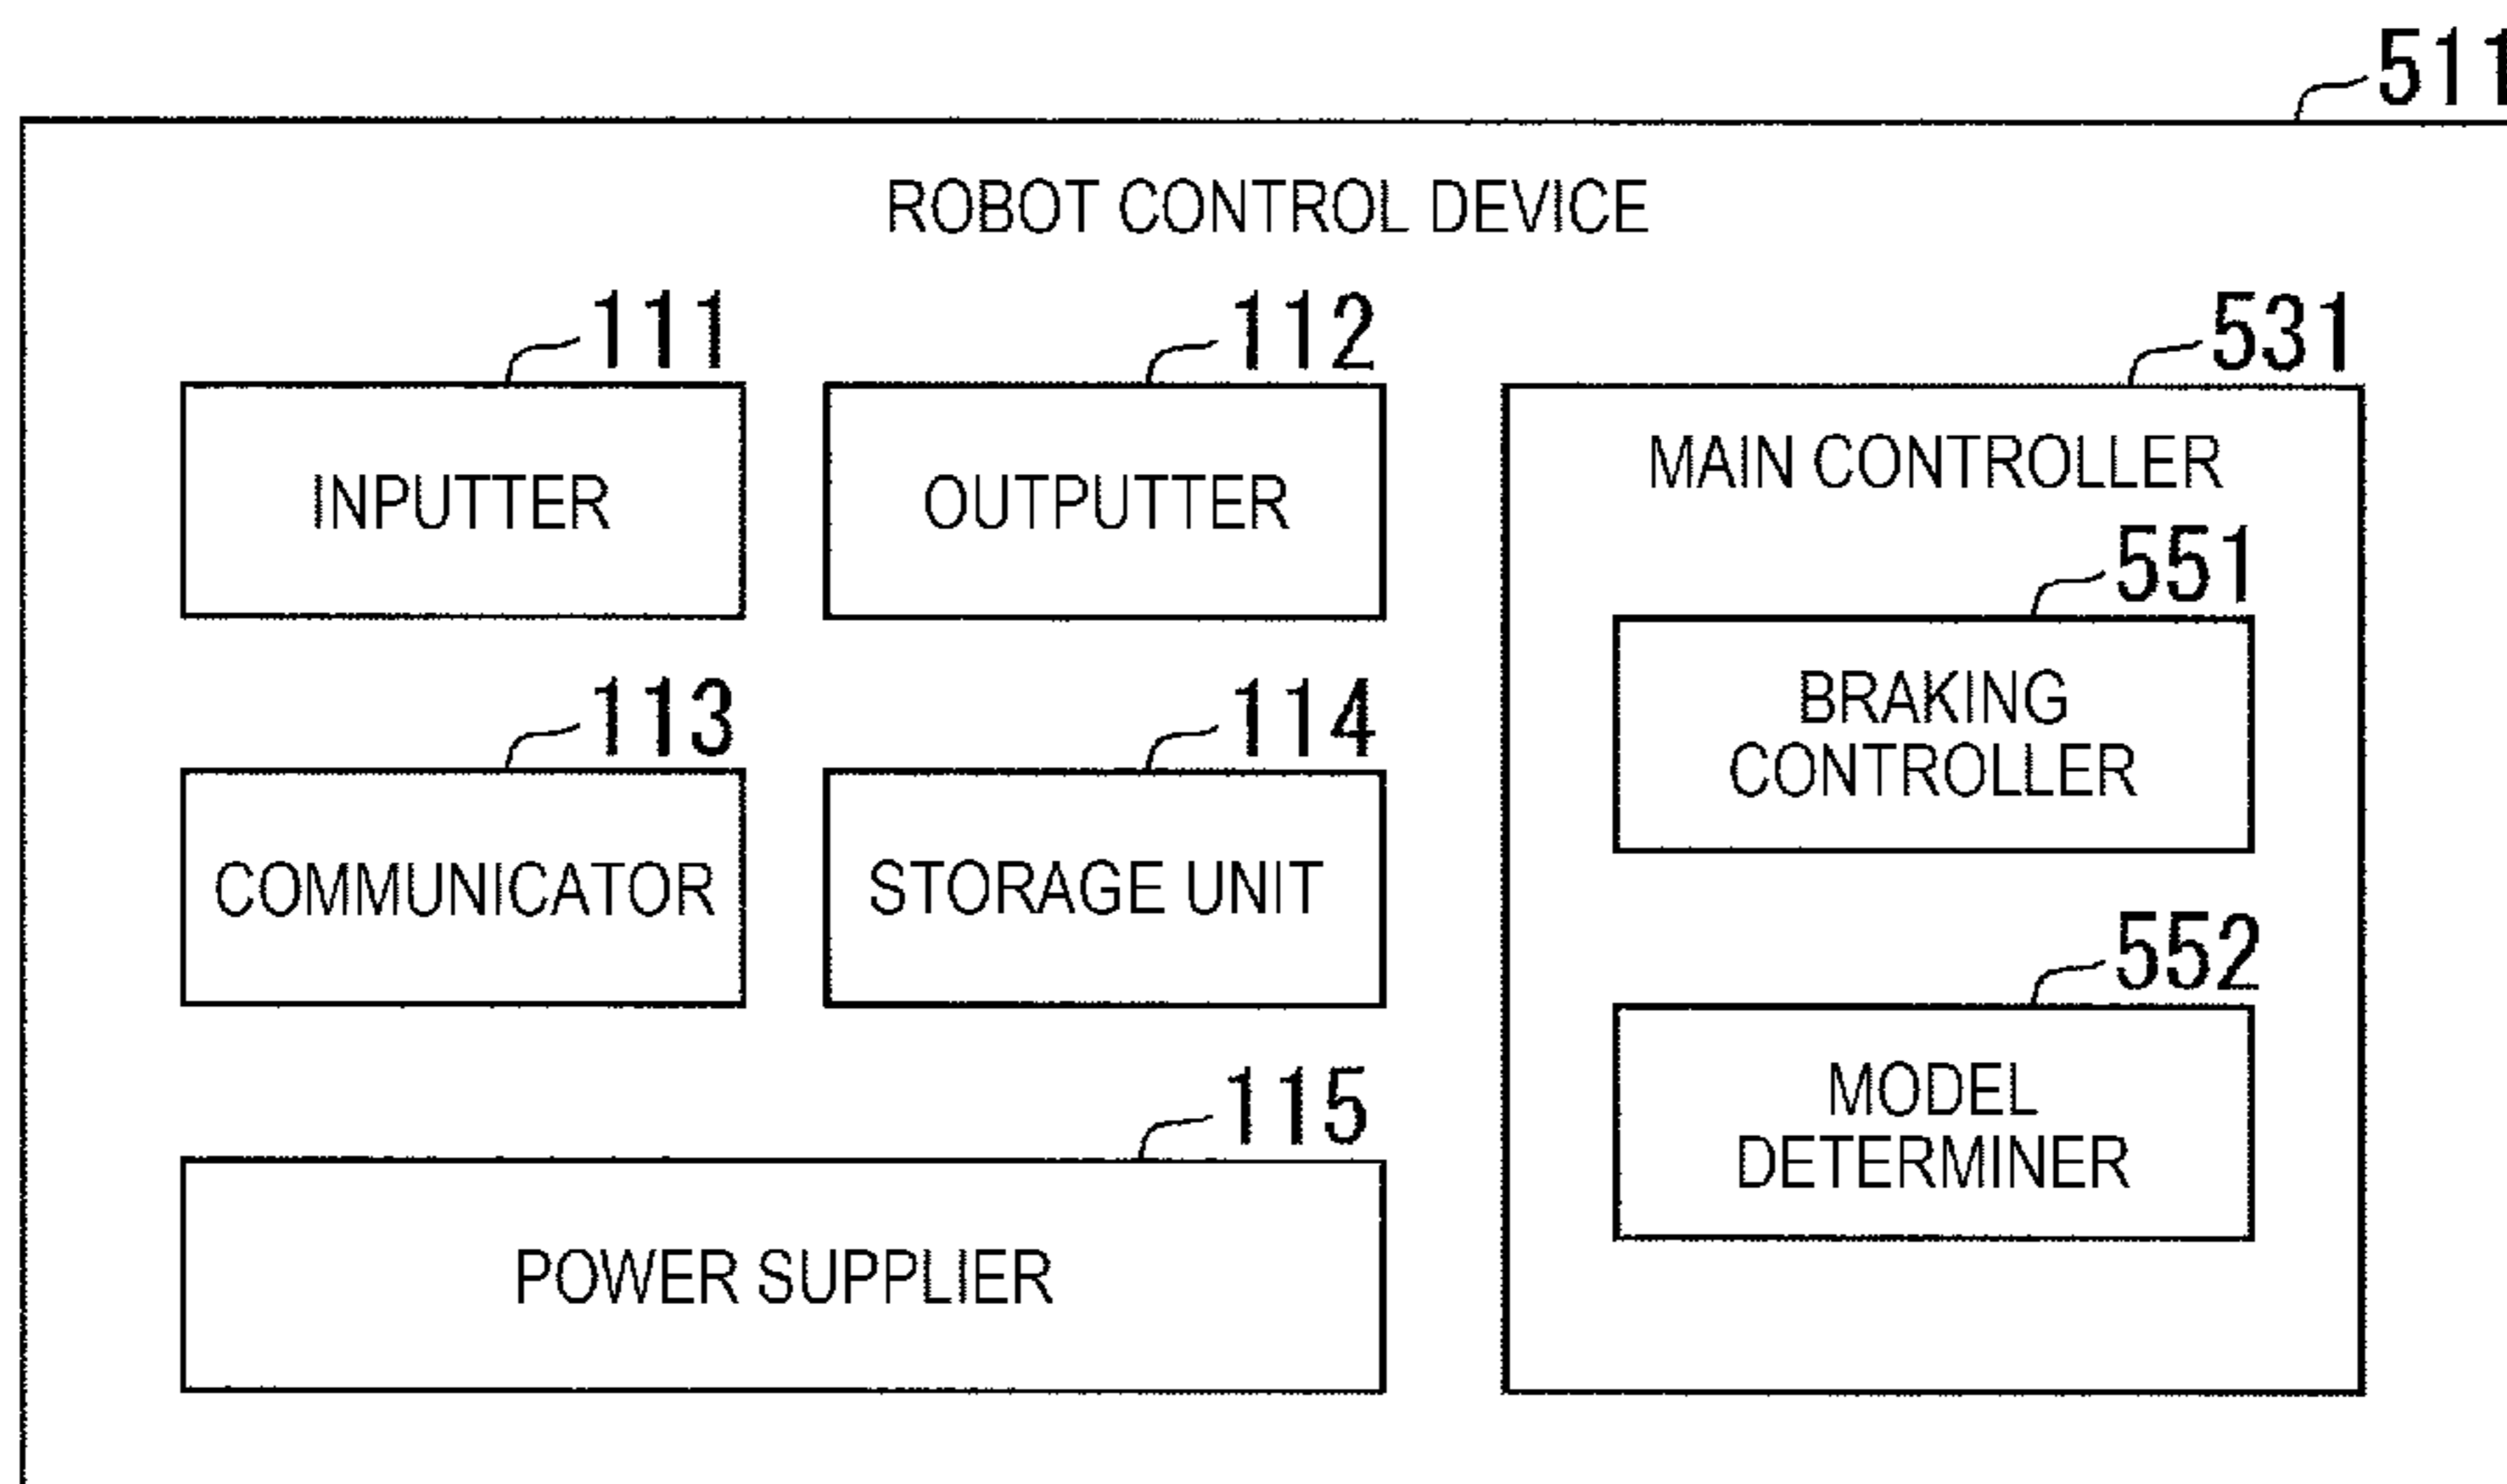 511
ROBOT CONTROL DEVICE
111
112
531
INPUTTER
OUTPUTTER
MAIN CONTROLLER
551
BRAKING
CONTROLLER
113
114
COMMUNICATOR
STORAGE UNIT
552
MODEL
DETERMINER
115
POWER SUPPLIER